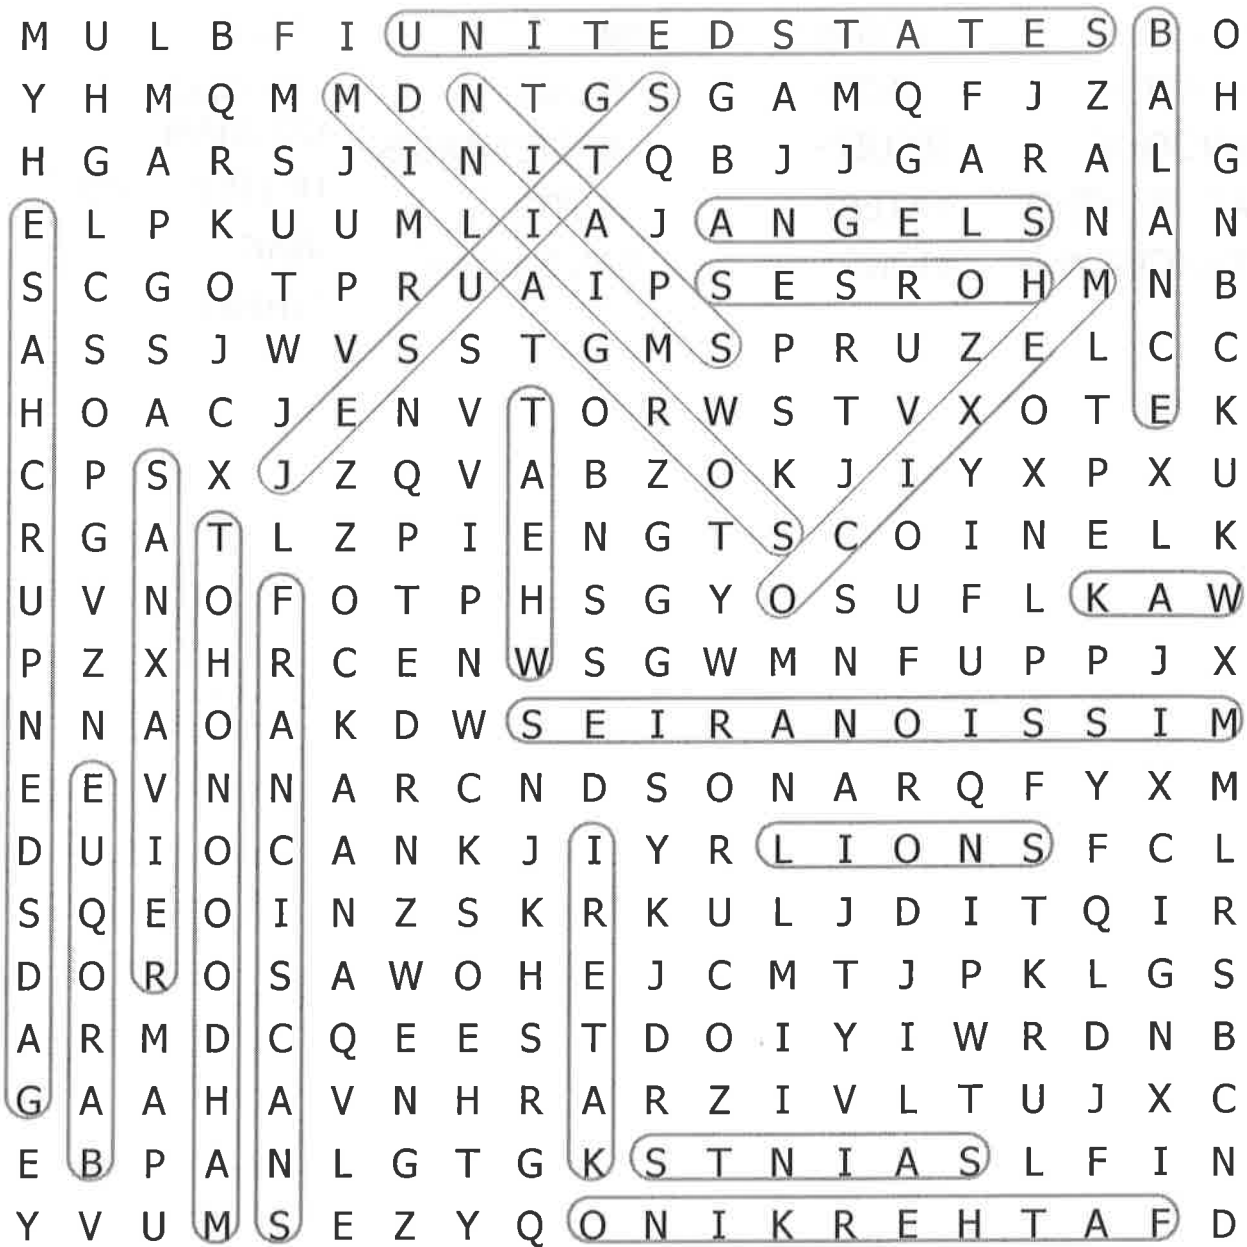 M U L B F I U N I T E D S T A T E S B O
Y H M Q M M D N T G S G A M Q F J Z A H
H G A R S J I N I T Q B J J G A R A L G
E L P K U U M L I A J A N G E L S N A N
S C G O T P R U A I P S E S R O H M N B
A S S J W V S S T G M S P R U Z E L C C
H O A C J E N V T O R W S T V X O T E K
C P S X J Z Q V A B Z O K J I Y X P X U
R G A T L Z P I E N G T S C O I N E L K
U V N O F O T P H S G Y O S U F L K A W
P Z X H R C E N W S G W M N F U P P J X
N N A O A K D W S E I R A N O I S S I M
E E V N N A R C N D S O N A R Q F Y X M
D U I O C A N K J I Y R L I O N S F C L
S Q E O I N Z S K R K U L J D I T Q I R
D O R O S A W O H E J C M T J P K L G S
A R M D C Q E E S T D O I Y I W R D N B
G A A H A V N H R A R Z I V L T U J X C
E B P A N L G T G K S T N I A S L F I N
Y V U M S E Z Y Q O N I K R E H T A F D